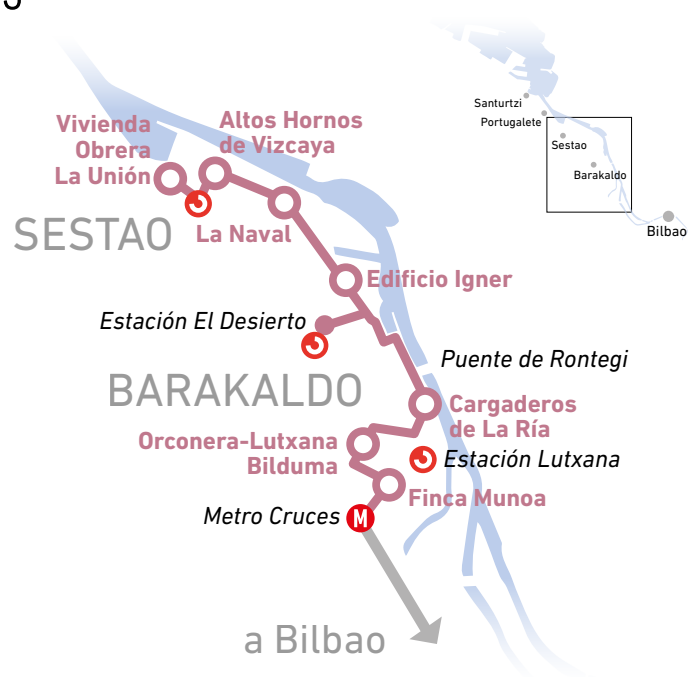 Vivienda
Obrera
La Unión
Altos Hornos
de Vizcaya
Santurtzi
Portugalete
Sestao
Barakaldo
Bilbao
SESTAO
La Naval
Edificio Igner
Estación El Desierto
Puente de Rontegi
BARAKALDO
Cargaderos
de La Ría
Orconera-Lutxana
Bilduma
Estación Lutxana
Finca Munoa
Metro Cruces
M
a Bilbao